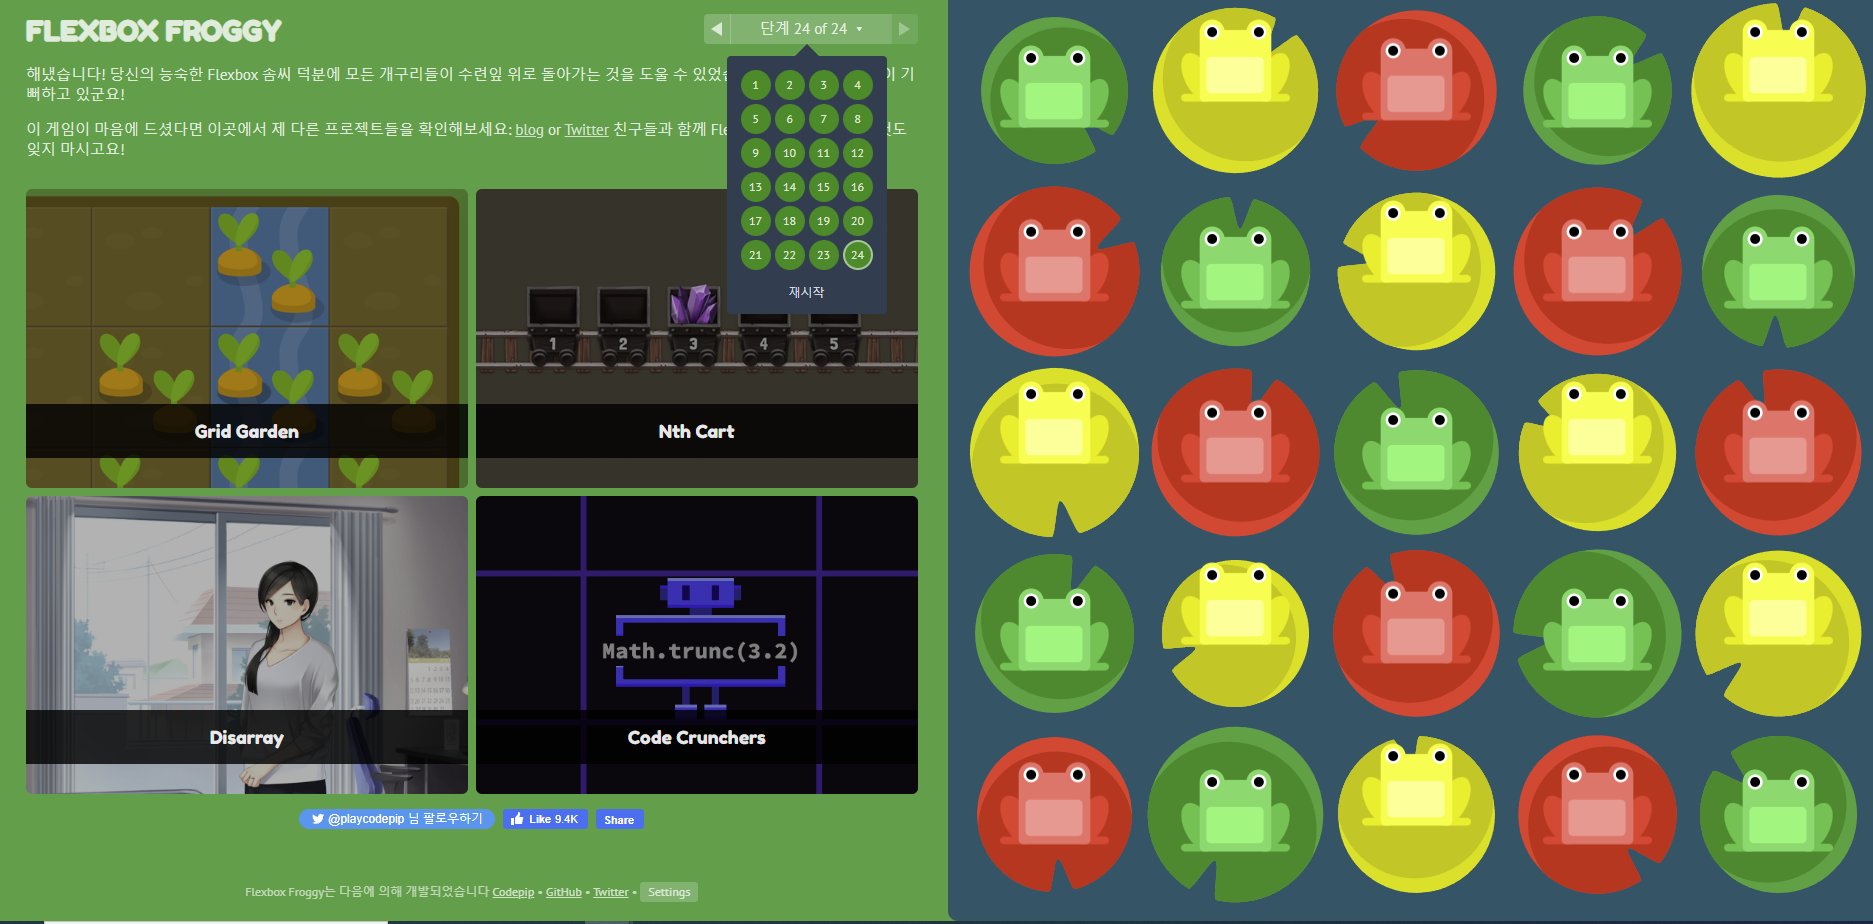 FLEXBOX FROGGY
단계 24 of 24
해냈습니다! 당신의 능숙한 Flexbox 솜씨 덕분에 모든 개구리들이 수련잎 위로 돌아가는 것을 도울 수 있었습 이 기
뻐하고 있군요!
이 게임이 마음에 드셨다면 이곳에서 제 다른 프로젝트들을 확인해보세요: blog or Twitter 친구들과 함께 Fle 것도
잊지 마시고요!
1 2 3 4
5 6 7 8
9 10 11 12
13 14 15 16
17 18 19 20
21 22 23 24
재시작
1 2 3 4 5
Grid Garden
Nth Cart
Math.trunc(3.2)
Disarray
Code Crunchers
@playcodepip 님 팔로우하기
Like 9.4K
Share
Flexbox Froggy는 다음에 의해 개발되었습니다 Codepip • GitHub • Twitter • Settings